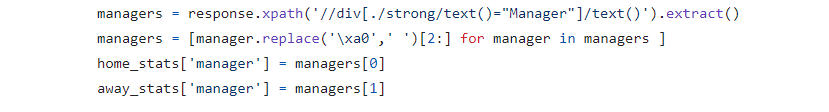 managers = response.xpath('//div[./strong/text()="Manager"]/text()').extract()
managers = [manager.replace('\xa0',' ')[2:] for manager in managers ]
home_stats['manager'] = managers[0]
away_stats['manager'] = managers[1]